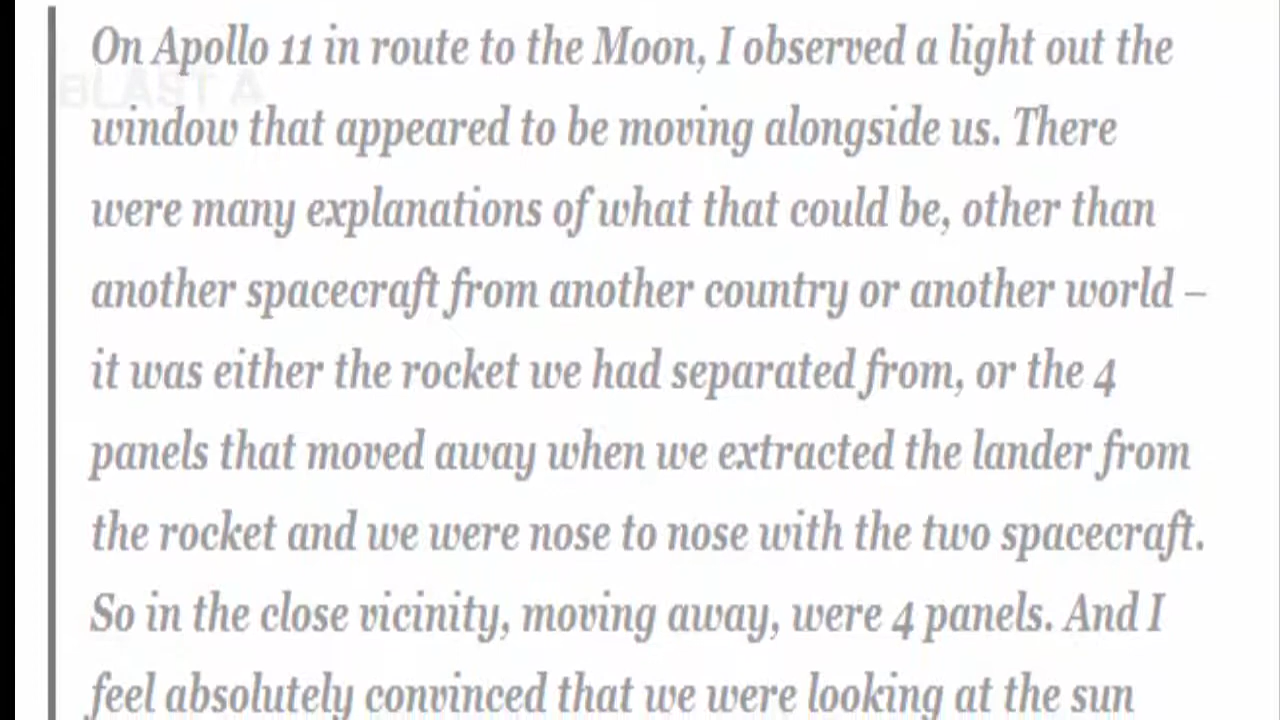 On Apollo 11 in route to the Moon, I observed a light out the
BLAST A
window that appeared to be moving alongside us. There
were many explanations of what that could be, other than
another spacecraft from another country or another world –
it was either the rocket we had separated from, or the 4
panels that moved away when we extracted the lander from
the rocket and we were nose to nose with the two spacecraft.
So in the close vicinity, moving away, were 4 panels. And I
feel absolutely convinced that we were looking at the sun